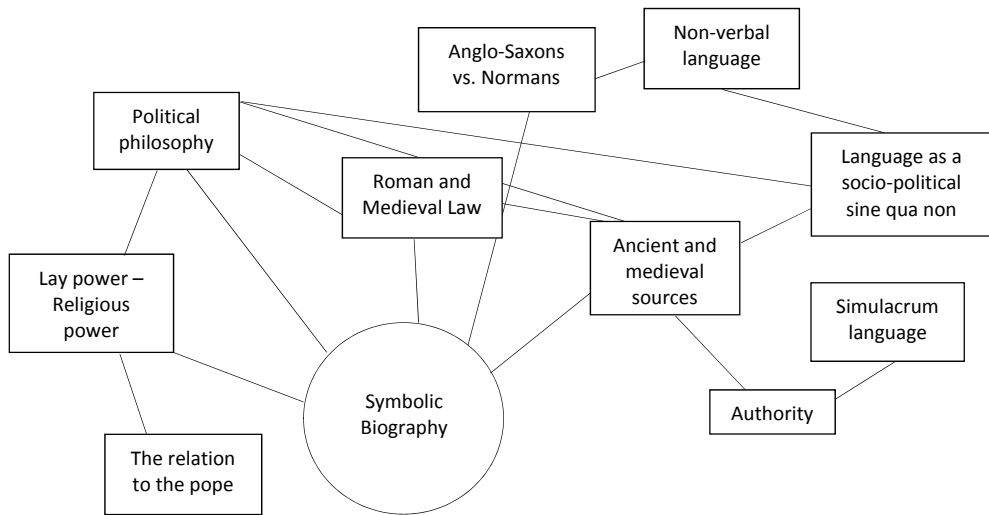 Anglo-Saxons
vs. Normans
Non-verbal
language
Political
philosophy
Roman and
Medieval Law
Language as a
socio-political
sine qua non
Ancient and
medieval
sources
Lay power –
Religious
power
Simulacrum
language
Symbolic
Biography
Authority
The relation
to the pope